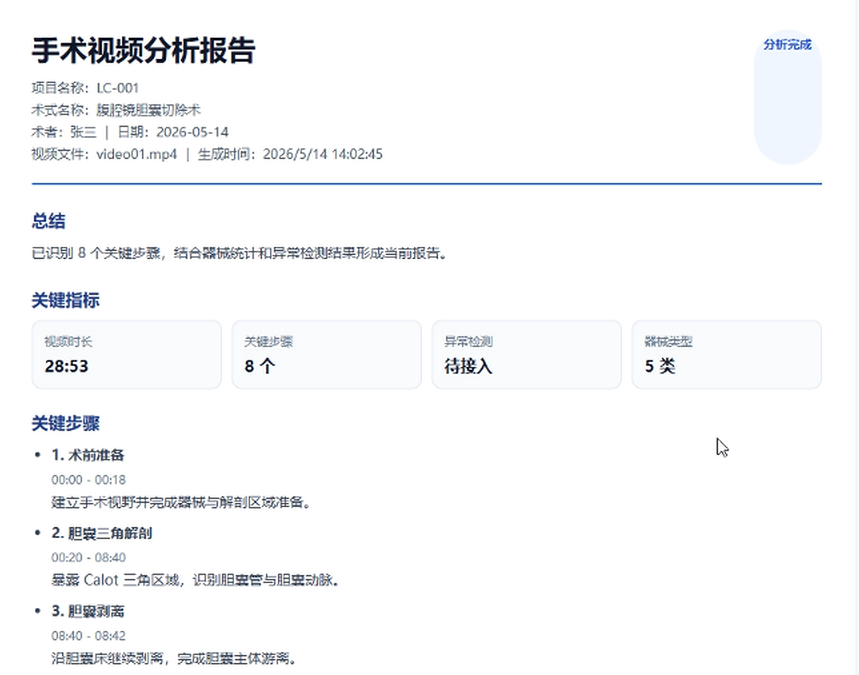 手术视频分析报告
分析完成
项目名称：LC-001
术式名称：腹腔镜胆囊切除术
术者：张三 | 日期：2026-05-14
视频文件：video01.mp4 | 生成时间：2026/5/14 14:02:45
总结
已识别 8 个关键步骤，结合器械统计和异常检测结果形成当前报告。
关键指标
视频时长
28:53
关键步骤
8 个
异常检测
待接入
器械类型
5 类
关键步骤
• 1. 术前准备
00:00 - 00:18
建立手术视野并完成器械与解剖区域准备。
• 2. 胆囊三角解剖
00:20 - 08:40
暴露 Calot 三角区域，识别胆囊管与胆囊动脉。
• 3. 胆囊剥离
08:40 - 08:42
沿胆囊床继续剥离，完成胆囊主体游离。